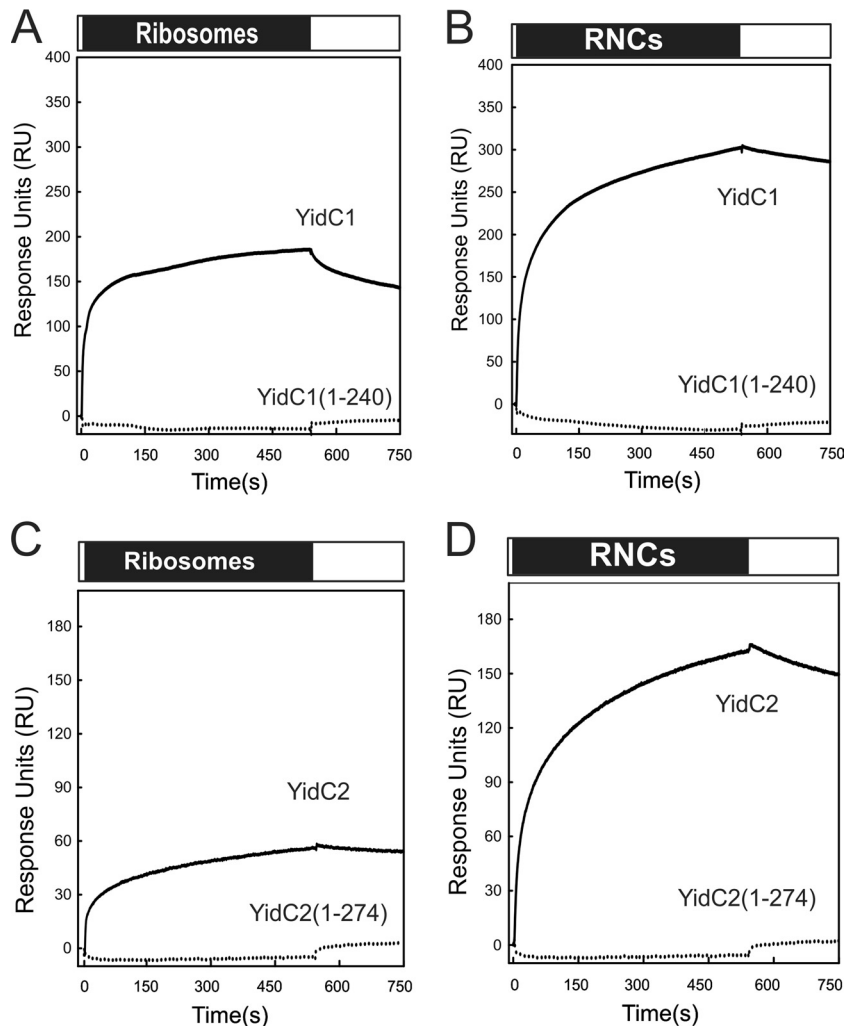 A
Ribosomes
400
350
300
250
200
150
100
50
0
Response Units (RU)
YidC1
YidC1(1-240)
0 150 300 450 600 750
Time(s)
B
RNCs
400
350
300
250
200
150
100
50
0
Response Units (RU)
YidC1
YidC1(1-240)
0 150 300 450 600 750
Time(s)
C
Ribosomes
180
150
120
90
60
30
0
Response Units (RU)
YidC2
YidC2(1-274)
0 150 300 450 600 750
Time(s)
D
RNCs
180
150
120
90
60
30
0
Response Units (RU)
YidC2
YidC2(1-274)
0 150 300 450 600 750
Time(s)